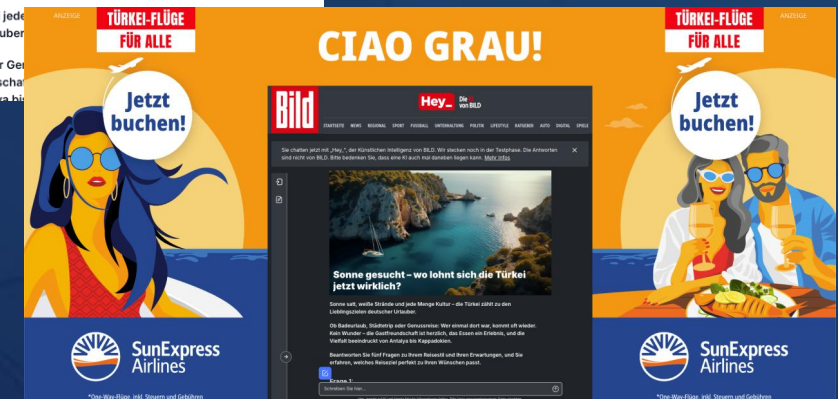 jede
ANZEIGE
TÜRKEI-FLÜGE
FÜR ALLE
Jetzt
buchen!
SunExpress
Airlines
*One-Way-Flüge, inkl. Steuern und Gebühren
CIAO GRAU!
Bild
Hey_
Die
von BILD
STARTSEITE NEWS REGIONAL SPORT FUSSBALL UNTERHALTUNG POLITIK LIFESTYLE RATGEBER AUTO DIGITAL SPIELE
Sie chatten jetzt mit „Hey_“, der Künstlichen Intelligenz von BILD. Wir stecken noch in der Testphase. Die Antworten
sind nicht von BILD. Bitte bedenken Sie, dass eine KI auch mal daneben liegen kann. Mehr Infos
Sonne gesucht – wo lohnt sich die Türkei
jetzt wirklich?
Sonne satt, weiße Strände und jede Menge Kultur – die Türkei zählt zu den
Lieblingszielen deutscher Urlauber.
Ob Badeurlaub, Städtetrip oder Genussreise: Wer einmal dort war, kommt oft wieder.
Kein Wunder – die Gastfreundschaft ist herzlich, das Essen ein Erlebnis, und die
Vielfalt beeindruckt von Antalya bis Kappadokien.
Beantworten Sie fünf Fragen zu Ihrem Reisestil und Ihren Erwartungen, und Sie
erfahren, welches Reiseziel perfekt zu Ihren Wünschen passt.
Frage 1:
Schreiben Sie hier...
TÜRKEI-FLÜGE
FÜR ALLE
ANZEIGE
Jetzt
buchen!
SunExpress
Airlines
*One-Way-Flüge, inkl. Steuern und Gebühren